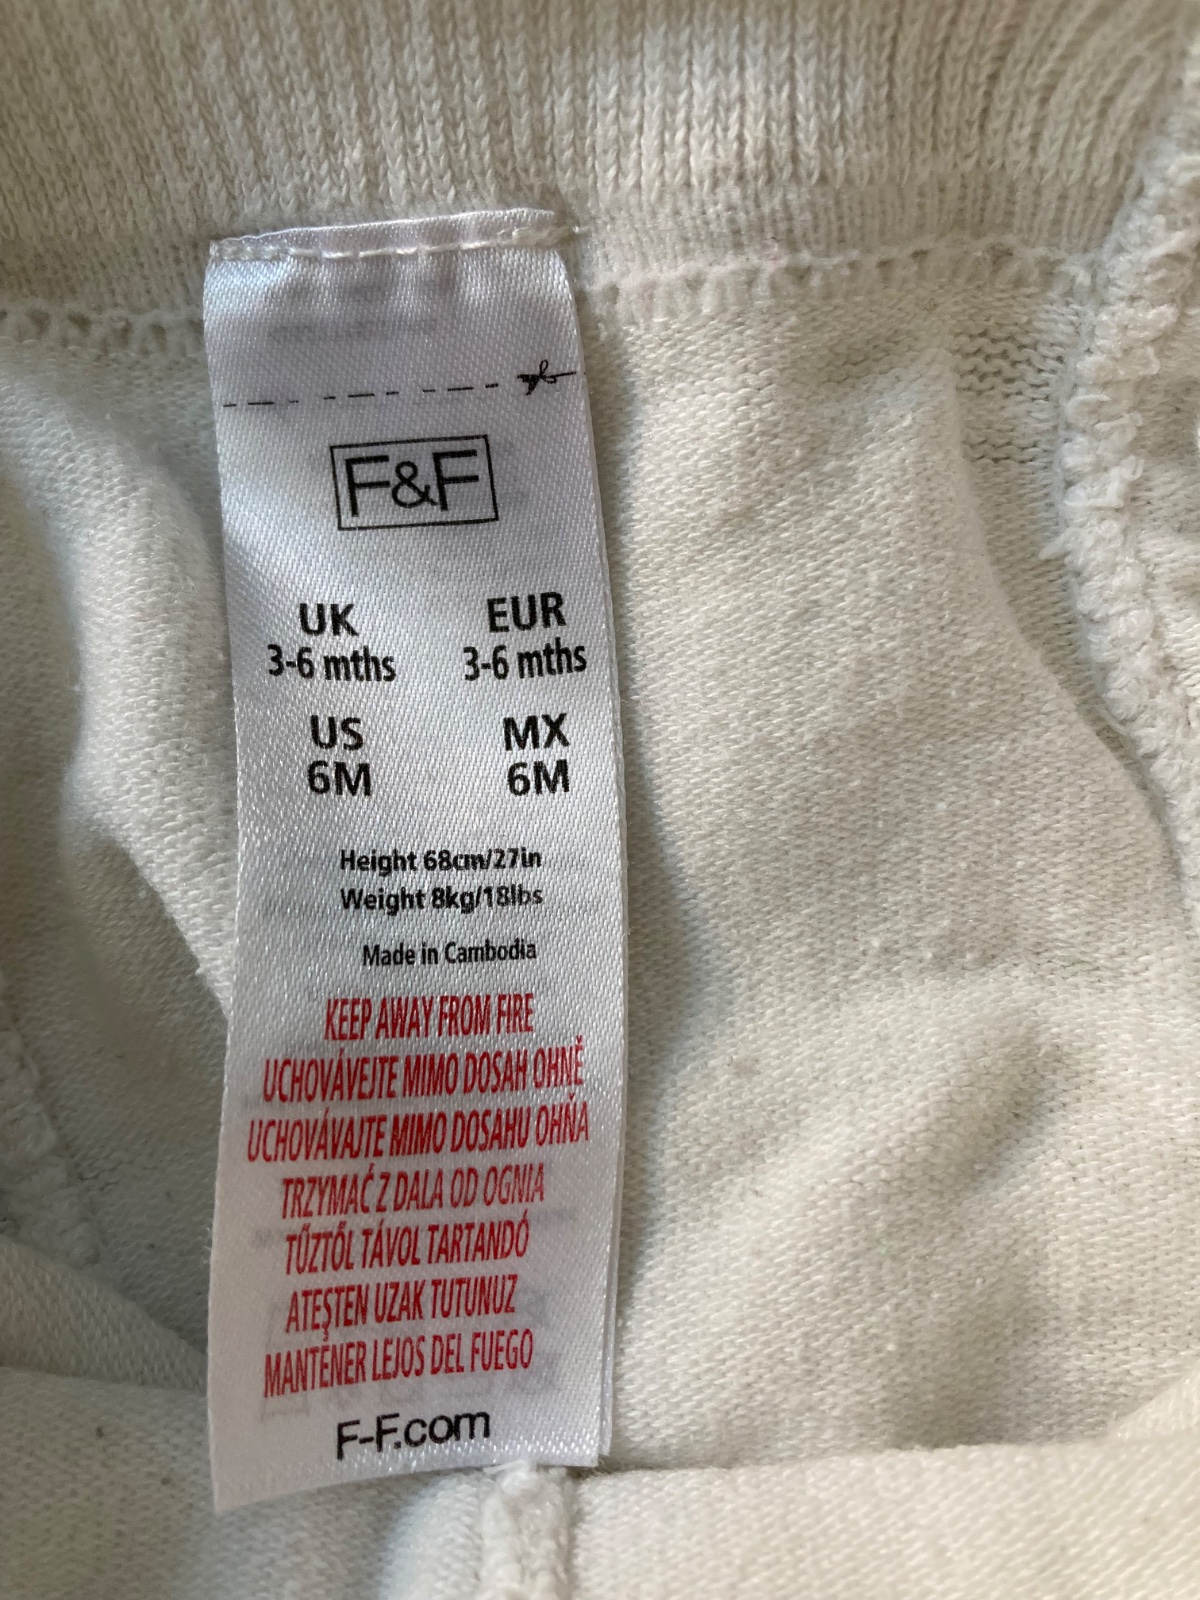 F&F
UK EUR
3-6 mths 3-6 mths
US MX
6M 6M
Height 68cm/27in
Weight 8kg/18lbs
Made in Cambodia
KEEP AWAY FROM FIRE
UCHOVÁVEJTE MIMO DOSAH OHNĚ
UCHOVÁVAJTE MIMO DOSAHU OHŇA
TRZYMAĆ Z DALA OD OGNIA
TŰZTŐL TÁVOL TARTANDÓ
ATEŞTEN UZAK TUTUNUZ
MANTENER LEJOS DEL FUEGO
F-F.com